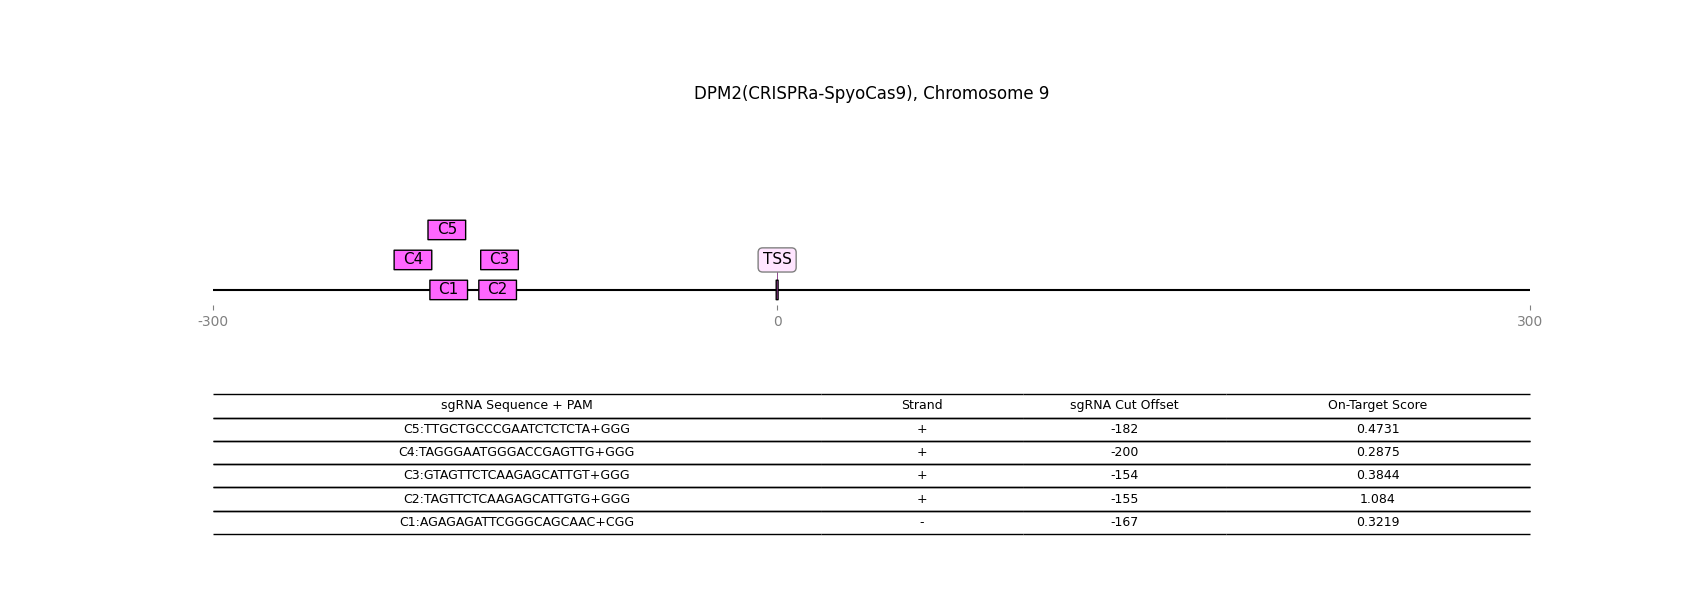 DPM2(CRISPRa-SpyoCas9), Chromosome 9
C5
C4 C3 TSS
C1 C2
-300 0 300
sgRNA Sequence + PAM Strand sgRNA Cut Offset On-Target Score
C5:TTGCTGCCCGAATCTCTCTA+GGG + -182 0.4731
C4:TAGGGAATGGGACCGAGTTG+GGG + -200 0.2875
C3:GTAGTTCTCAAGAGCATTGT+GGG + -154 0.3844
C2:TAGTTCTCAAGAGCATTGTG+GGG + -155 1.084
C1:AGAGAGATTCGGGCAGCAAC+CGG - -167 0.3219